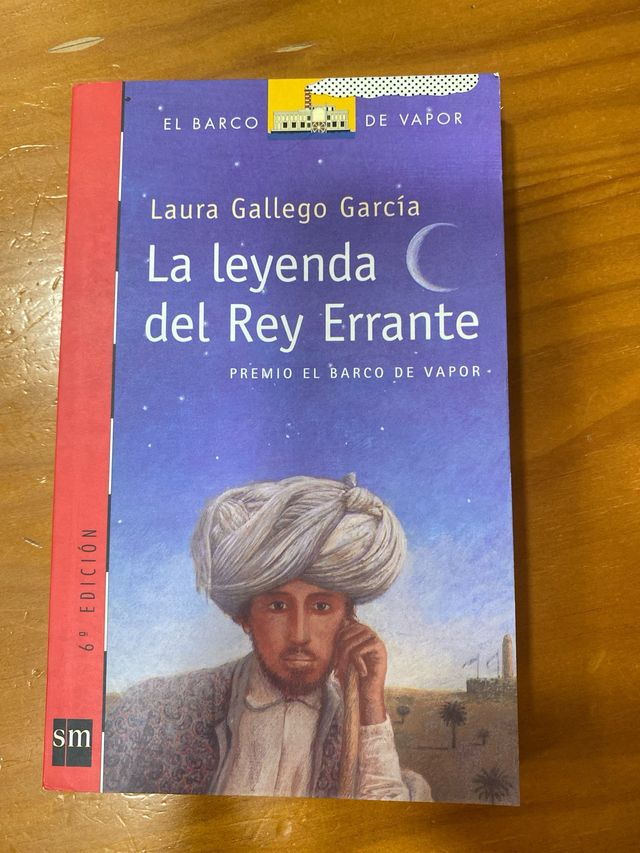 EL BARCO DE VAPOR
Laura Gallego García
La leyenda
del Rey Errante
PREMIO EL BARCO DE VAPOR
6ª EDICIÓN
sm